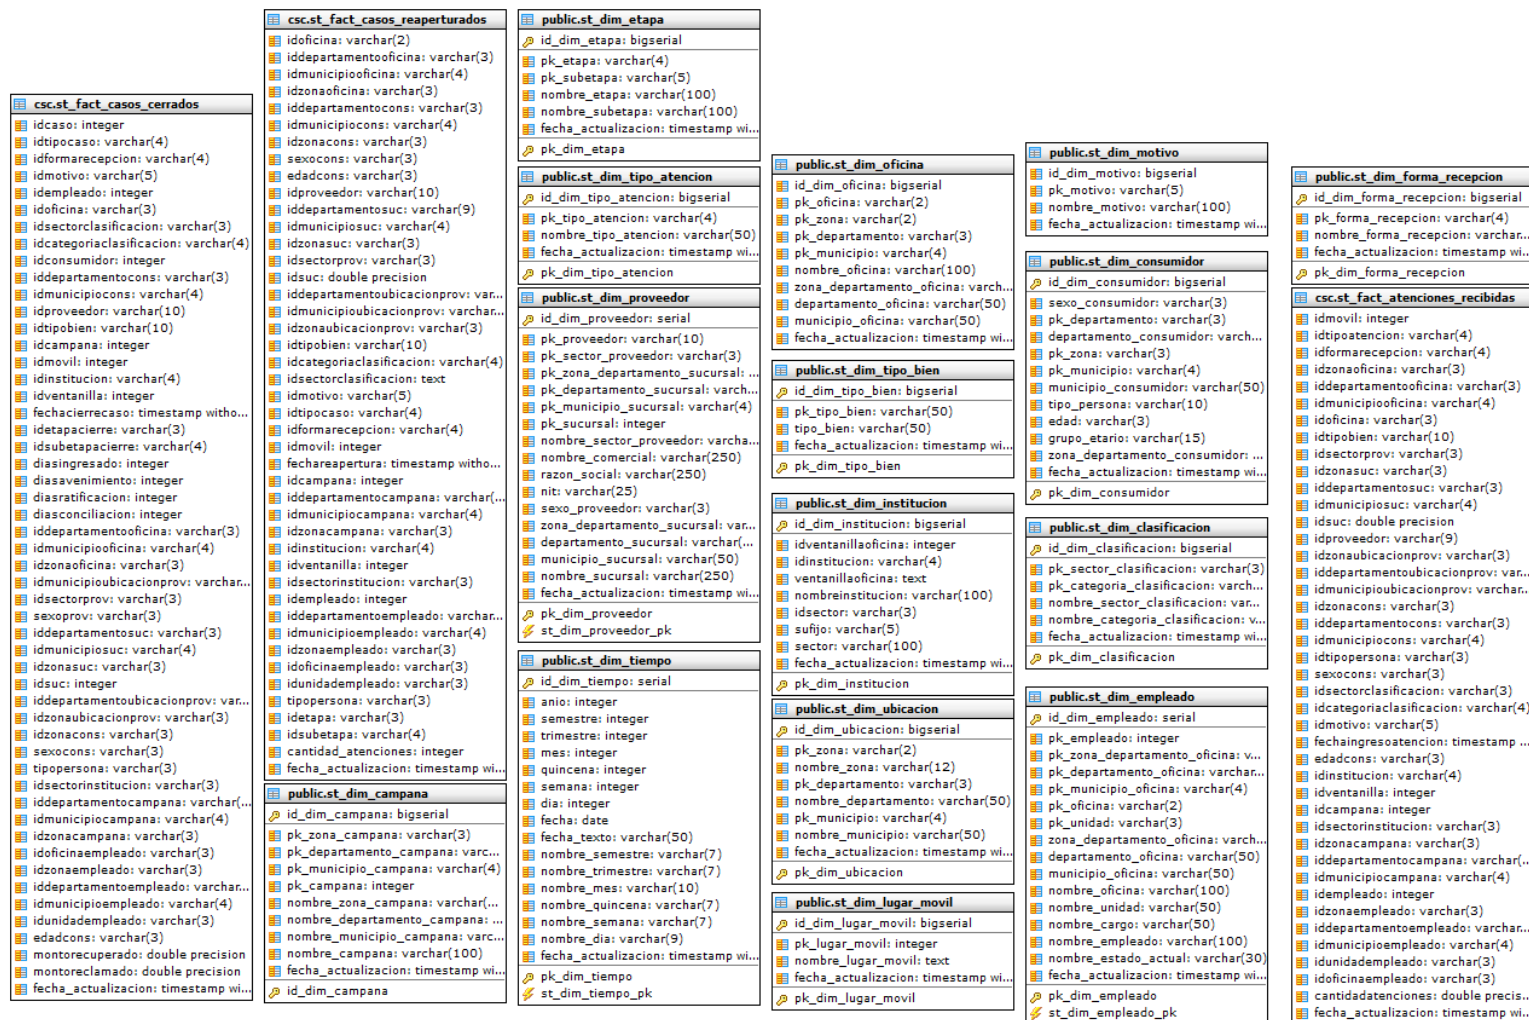 csc.st_fact_casos_cerrados
idcaso: integer
idtipocaso: varchar(4)
idformarecepcion: varchar(4)
idmotivo: varchar(5)
idempleado: integer
idoficina: varchar(3)
idsectorclasificacion: varchar(3)
idcategoriaclasificacion: varchar(4)
idconsumidor: integer
iddepartamentocons: varchar(3)
idmunicipiocons: varchar(4)
idproveedor: varchar(10)
idtipobien: varchar(10)
idcampana: integer
idmovil: integer
idinstitucion: varchar(4)
idventanilla: integer
fechacierrecaso: timestamp witho...
idetapacierre: varchar(3)
idsubetapacierre: varchar(4)
diasingresado: integer
diasavenimiento: integer
diasratificacion: integer
diasconciliacion: integer
iddepartamentooficina: varchar(3)
idmunicipiooficina: varchar(4)
idzonaoficina: varchar(3)
idmunicipioubicacionprov: varchar...
idsectorprov: varchar(3)
sexoprov: varchar(3)
iddepartamentosuc: varchar(3)
idmunicipiosuc: varchar(4)
idzonasuc: varchar(3)
idsuc: integer
iddepartamentoubicacionprov: var...
idzonaubicacionprov: varchar(3)
idzonacons: varchar(3)
sexocons: varchar(3)
tipopersona: varchar(3)
idsectorinstitucion: varchar(3)
iddepartamentocampana: varchar(...
idmunicipiocampana: varchar(4)
idzonacampana: varchar(3)
idoficinaempleado: varchar(3)
idzonaempleado: varchar(3)
iddepartamentoempleado: varchar...
idmunicipioempleado: varchar(4)
idunidadempleado: varchar(3)
edadcons: varchar(3)
montorecuperado: double precision
montoreclamado: double precision
fecha_actualizacion: timestamp wi...
csc.st_fact_casos_reaperturados
idoficina: varchar(2)
iddepartamentooficina: varchar(3)
idmunicipiooficina: varchar(4)
idzonaoficina: varchar(3)
iddepartamentocons: varchar(3)
idmunicipiocons: varchar(4)
idzonacons: varchar(3)
sexocons: varchar(3)
edadcons: varchar(3)
idproveedor: varchar(10)
iddepartamentosuc: varchar(9)
idmunicipiosuc: varchar(4)
idzonasuc: varchar(3)
idsectorprov: varchar(3)
idsuc: double precision
iddepartamentoubicacionprov: var...
idmunicipioubicacionprov: varchar...
idzonaubicacionprov: varchar(3)
idtipobien: varchar(10)
idcategoriaclasificacion: varchar(4)
idsectorclasificacion: text
idmotivo: varchar(5)
idtipocaso: varchar(4)
idformarecepcion: varchar(4)
idmovil: integer
fechareapertura: timestamp witho...
idcampana: integer
iddepartamentocampana: varchar(...
idmunicipiocampana: varchar(4)
idzonacampana: varchar(3)
idinstitucion: varchar(4)
idventanilla: integer
idsectorinstitucion: varchar(3)
idempleado: integer
iddepartamentoempleado: varchar...
idmunicipioempleado: varchar(4)
idzonaempleado: varchar(3)
idoficinaempleado: varchar(3)
idunidadempleado: varchar(3)
tipopersona: varchar(3)
idetapa: varchar(3)
idsubetapa: varchar(4)
cantidad_atenciones: integer
fecha_actualizacion: timestamp wi...
public.st_dim_campana
id_dim_campana: bigserial
pk_zona_campana: varchar(3)
pk_departamento_campana: varc...
pk_municipio_campana: varchar(4)
pk_campana: integer
nombre_zona_campana: varchar(...
nombre_departamento_campana: ...
nombre_municipio_campana: varc...
nombre_campana: varchar(100)
fecha_actualizacion: timestamp wi...
id_dim_campana
public.st_dim_etapa
id_dim_etapa: bigserial
pk_etapa: varchar(4)
pk_subetapa: varchar(5)
nombre_etapa: varchar(100)
nombre_subetapa: varchar(100)
fecha_actualizacion: timestamp wi...
pk_dim_etapa
public.st_dim_tipo_atencion
id_dim_tipo_atencion: bigserial
pk_tipo_atencion: varchar(4)
nombre_tipo_atencion: varchar(50)
fecha_actualizacion: timestamp wi...
pk_dim_tipo_atencion
public.st_dim_proveedor
id_dim_proveedor: serial
pk_proveedor: varchar(10)
pk_sector_proveedor: varchar(3)
pk_zona_departamento_sucursal: ...
pk_departamento_sucursal: varch...
pk_municipio_sucursal: varchar(4)
pk_sucursal: integer
nombre_sector_proveedor: varcha...
nombre_comercial: varchar(250)
razon_social: varchar(250)
nit: varchar(25)
sexo_proveedor: varchar(3)
zona_departamento_sucursal: var...
departamento_sucursal: varchar(...
municipio_sucursal: varchar(50)
nombre_sucursal: varchar(250)
fecha_actualizacion: timestamp wi...
pk_dim_proveedor
st_dim_proveedor_pk
public.st_dim_tiempo
id_dim_tiempo: serial
anio: integer
semestre: integer
trimestre: integer
mes: integer
quincena: integer
semana: integer
dia: integer
fecha: date
fecha_texto: varchar(50)
nombre_semestre: varchar(7)
nombre_trimestre: varchar(7)
nombre_mes: varchar(10)
nombre_quincena: varchar(7)
nombre_semana: varchar(7)
nombre_dia: varchar(9)
fecha_actualizacion: timestamp wi...
pk_dim_tiempo
st_dim_tiempo_pk
public.st_dim_oficina
id_dim_oficina: bigserial
pk_oficina: varchar(2)
pk_zona: varchar(2)
pk_departamento: varchar(3)
pk_municipio: varchar(4)
nombre_oficina: varchar(100)
zona_departamento_oficina: varch...
departamento_oficina: varchar(50)
municipio_oficina: varchar(50)
fecha_actualizacion: timestamp wi...
public.st_dim_tipo_bien
id_dim_tipo_bien: bigserial
pk_tipo_bien: varchar(50)
tipo_bien: varchar(50)
fecha_actualizacion: timestamp wi...
pk_dim_tipo_bien
public.st_dim_institucion
id_dim_institucion: bigserial
idventanillaoficina: integer
idinstitucion: varchar(4)
ventanillaoficina: text
nombreinstitucion: varchar(100)
idsector: varchar(3)
sufijo: varchar(5)
sector: varchar(100)
fecha_actualizacion: timestamp wi...
pk_dim_institucion
public.st_dim_ubicacion
id_dim_ubicacion: bigserial
pk_zona: varchar(2)
nombre_zona: varchar(12)
pk_departamento: varchar(3)
nombre_departamento: varchar(50)
pk_municipio: varchar(4)
nombre_municipio: varchar(50)
fecha_actualizacion: timestamp wi...
pk_dim_ubicacion
public.st_dim_lugar_movil
id_dim_lugar_movil: bigserial
pk_lugar_movil: integer
nombre_lugar_movil: text
fecha_actualizacion: timestamp wi...
pk_dim_lugar_movil
public.st_dim_motivo
id_dim_motivo: bigserial
pk_motivo: varchar(5)
nombre_motivo: varchar(100)
fecha_actualizacion: timestamp wi...
public.st_dim_consumidor
id_dim_consumidor: bigserial
sexo_consumidor: varchar(3)
pk_departamento: varchar(3)
departamento_consumidor: varch...
pk_zona: varchar(3)
pk_municipio: varchar(4)
municipio_consumidor: varchar(50)
tipo_persona: varchar(10)
edad: varchar(3)
grupo_etario: varchar(15)
zona_departamento_consumidor: ...
fecha_actualizacion: timestamp wi...
pk_dim_consumidor
public.st_dim_clasificacion
id_dim_clasificacion: bigserial
pk_sector_clasificacion: varchar(3)
pk_categoria_clasificacion: varch...
nombre_sector_clasificacion: var...
nombre_categoria_clasificacion: v...
fecha_actualizacion: timestamp wi...
pk_dim_clasificacion
public.st_dim_empleado
id_dim_empleado: serial
pk_empleado: integer
pk_zona_departamento_oficina: v...
pk_departamento_oficina: varchar...
pk_municipio_oficina: varchar(4)
pk_oficina: varchar(2)
pk_unidad: varchar(3)
zona_departamento_oficina: varch...
departamento_oficina: varchar(50)
municipio_oficina: varchar(50)
nombre_oficina: varchar(100)
nombre_unidad: varchar(50)
nombre_cargo: varchar(50)
nombre_empleado: varchar(100)
nombre_estado_actual: varchar(30)
fecha_actualizacion: timestamp wi...
pk_dim_empleado
st_dim_empleado_pk
public.st_dim_forma_recepcion
id_dim_forma_recepcion: bigserial
pk_forma_recepcion: varchar(4)
nombre_forma_recepcion: varchar...
fecha_actualizacion: timestamp wi...
pk_dim_forma_recepcion
csc.st_fact_atenciones_recibidas
idmovil: integer
idtipoatencion: varchar(4)
idformarecepcion: varchar(4)
idzonaoficina: varchar(3)
iddepartamentooficina: varchar(3)
idmunicipiooficina: varchar(4)
idoficina: varchar(3)
idtipobien: varchar(10)
idsectorprov: varchar(3)
idzonasuc: varchar(3)
iddepartamentosuc: varchar(3)
idmunicipiosuc: varchar(4)
idsuc: double precision
idproveedor: varchar(9)
idzonaubicacionprov: varchar(3)
iddepartamentoubicacionprov: var...
idmunicipioubicacionprov: varchar...
idzonacons: varchar(3)
iddepartamentocons: varchar(3)
idmunicipiocons: varchar(4)
idtipopersona: varchar(3)
sexocons: varchar(3)
idsectorclasificacion: varchar(3)
idcategoriaclasificacion: varchar(4)
idmotivo: varchar(5)
fechaingresoatencion: timestamp ...
edadcons: varchar(3)
idinstitucion: varchar(4)
idventanilla: integer
idcampana: integer
idsectorinstitucion: varchar(3)
idzonacampana: varchar(3)
iddepartamentocampana: varchar(...
idmunicipiocampana: varchar(4)
idempleado: integer
idzonaempleado: varchar(3)
iddepartamentoempleado: varchar...
idmunicipioempleado: varchar(4)
idunidadempleado: varchar(3)
idoficinaempleado: varchar(3)
cantidadatenciones: double precis...
fecha_actualizacion: timestamp wi...